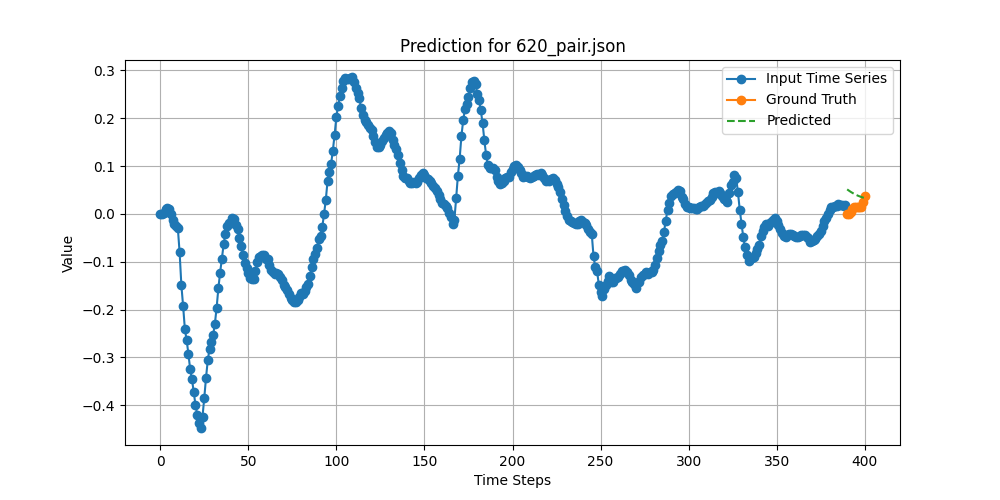 Prediction for 620_pair.json
Input Time Series
Ground Truth
Predicted
Value
0.3
0.2
0.1
0.0
−0.1
−0.2
−0.3
−0.4
0 50 100 150 200 250 300 350 400
Time Steps